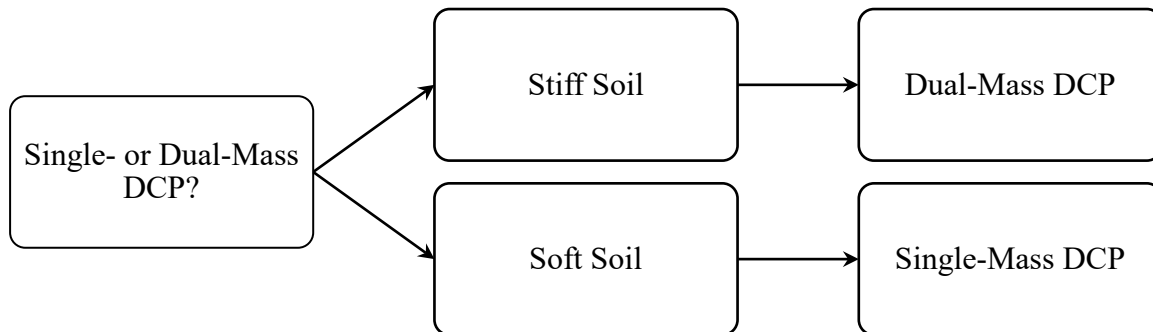 Single- or Dual-Mass
DCP?
Stiff Soil
Dual-Mass DCP
Soft Soil
Single-Mass DCP